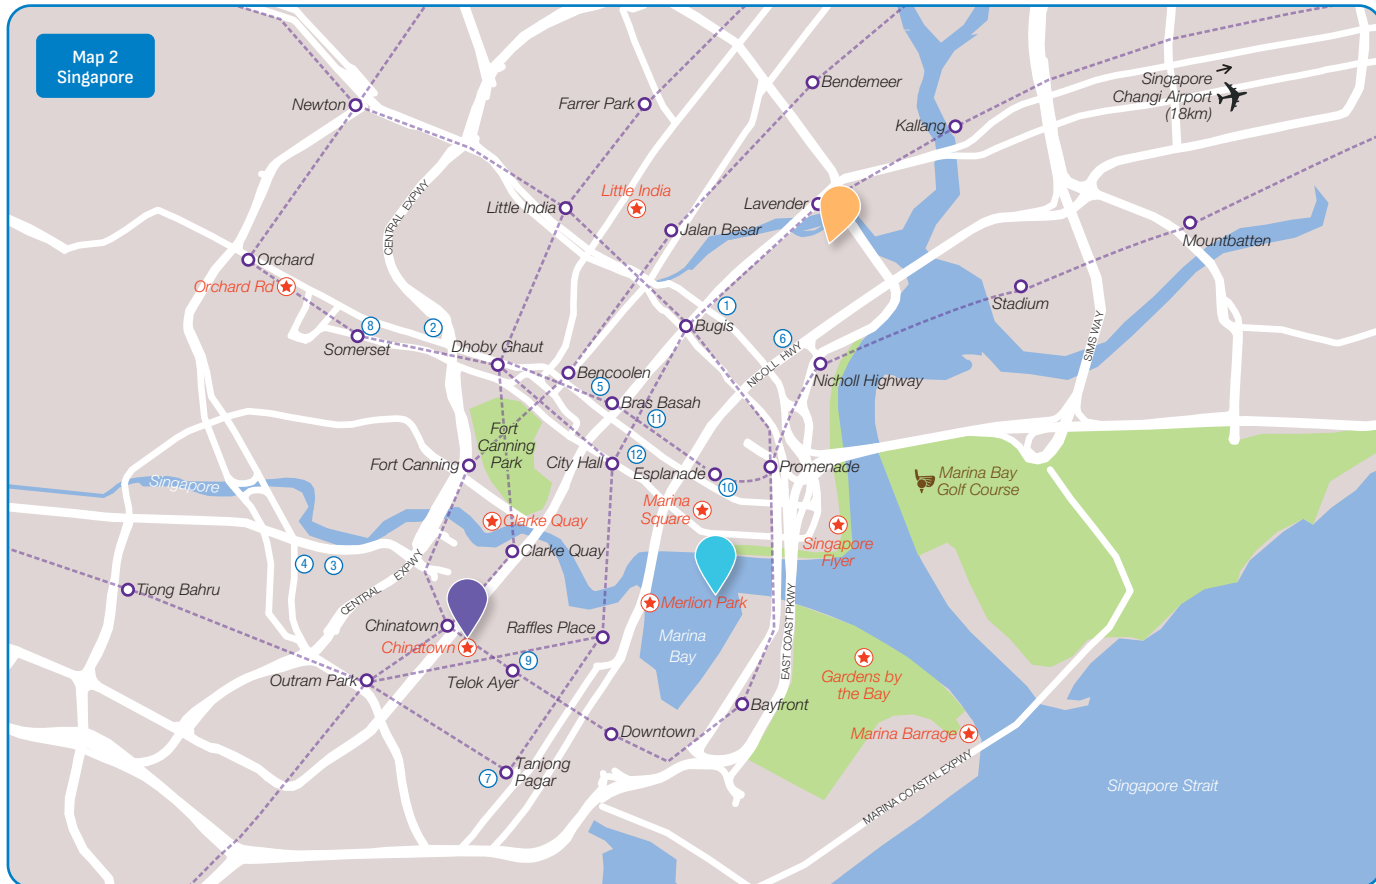 Map 2
Singapore
Bendemeer
Singapore
Changi Airport
(18km)
Newton
Farrer Park
Kallang
CENTRAL EXPWY
Little India
Little India
Lavender
Jalan Besar
Mountbatten
Orchard
Orchard Rd
Stadium
1
8
2
Bugis
6
SIMS WAY
Somerset
Dhoby Ghaut
NICOLL HWY
Bencoolen
Nicholl Highway
5
Bras Basah
11
Fort
Canning
Park
Fort Canning
City Hall
12
Esplanade
Promenade
Marina Bay
Golf Course
Singapore
10
Marina
Square
Clarke Quay
Singapore
Flyer
Clarke Quay
4
3
CENTRAL EXPWY
Tiong Bahru
Merlion Park
EAST COAST PKWY
Chinatown
Raffles Place
Marina
Bay
Chinatown
9
Gardens by
the Bay
Outram Park
Telok Ayer
Bayfront
Downtown
Marina Barrage
Tanjong
Pagar
7
MARINA COASTAL EXPWY
Singapore Strait